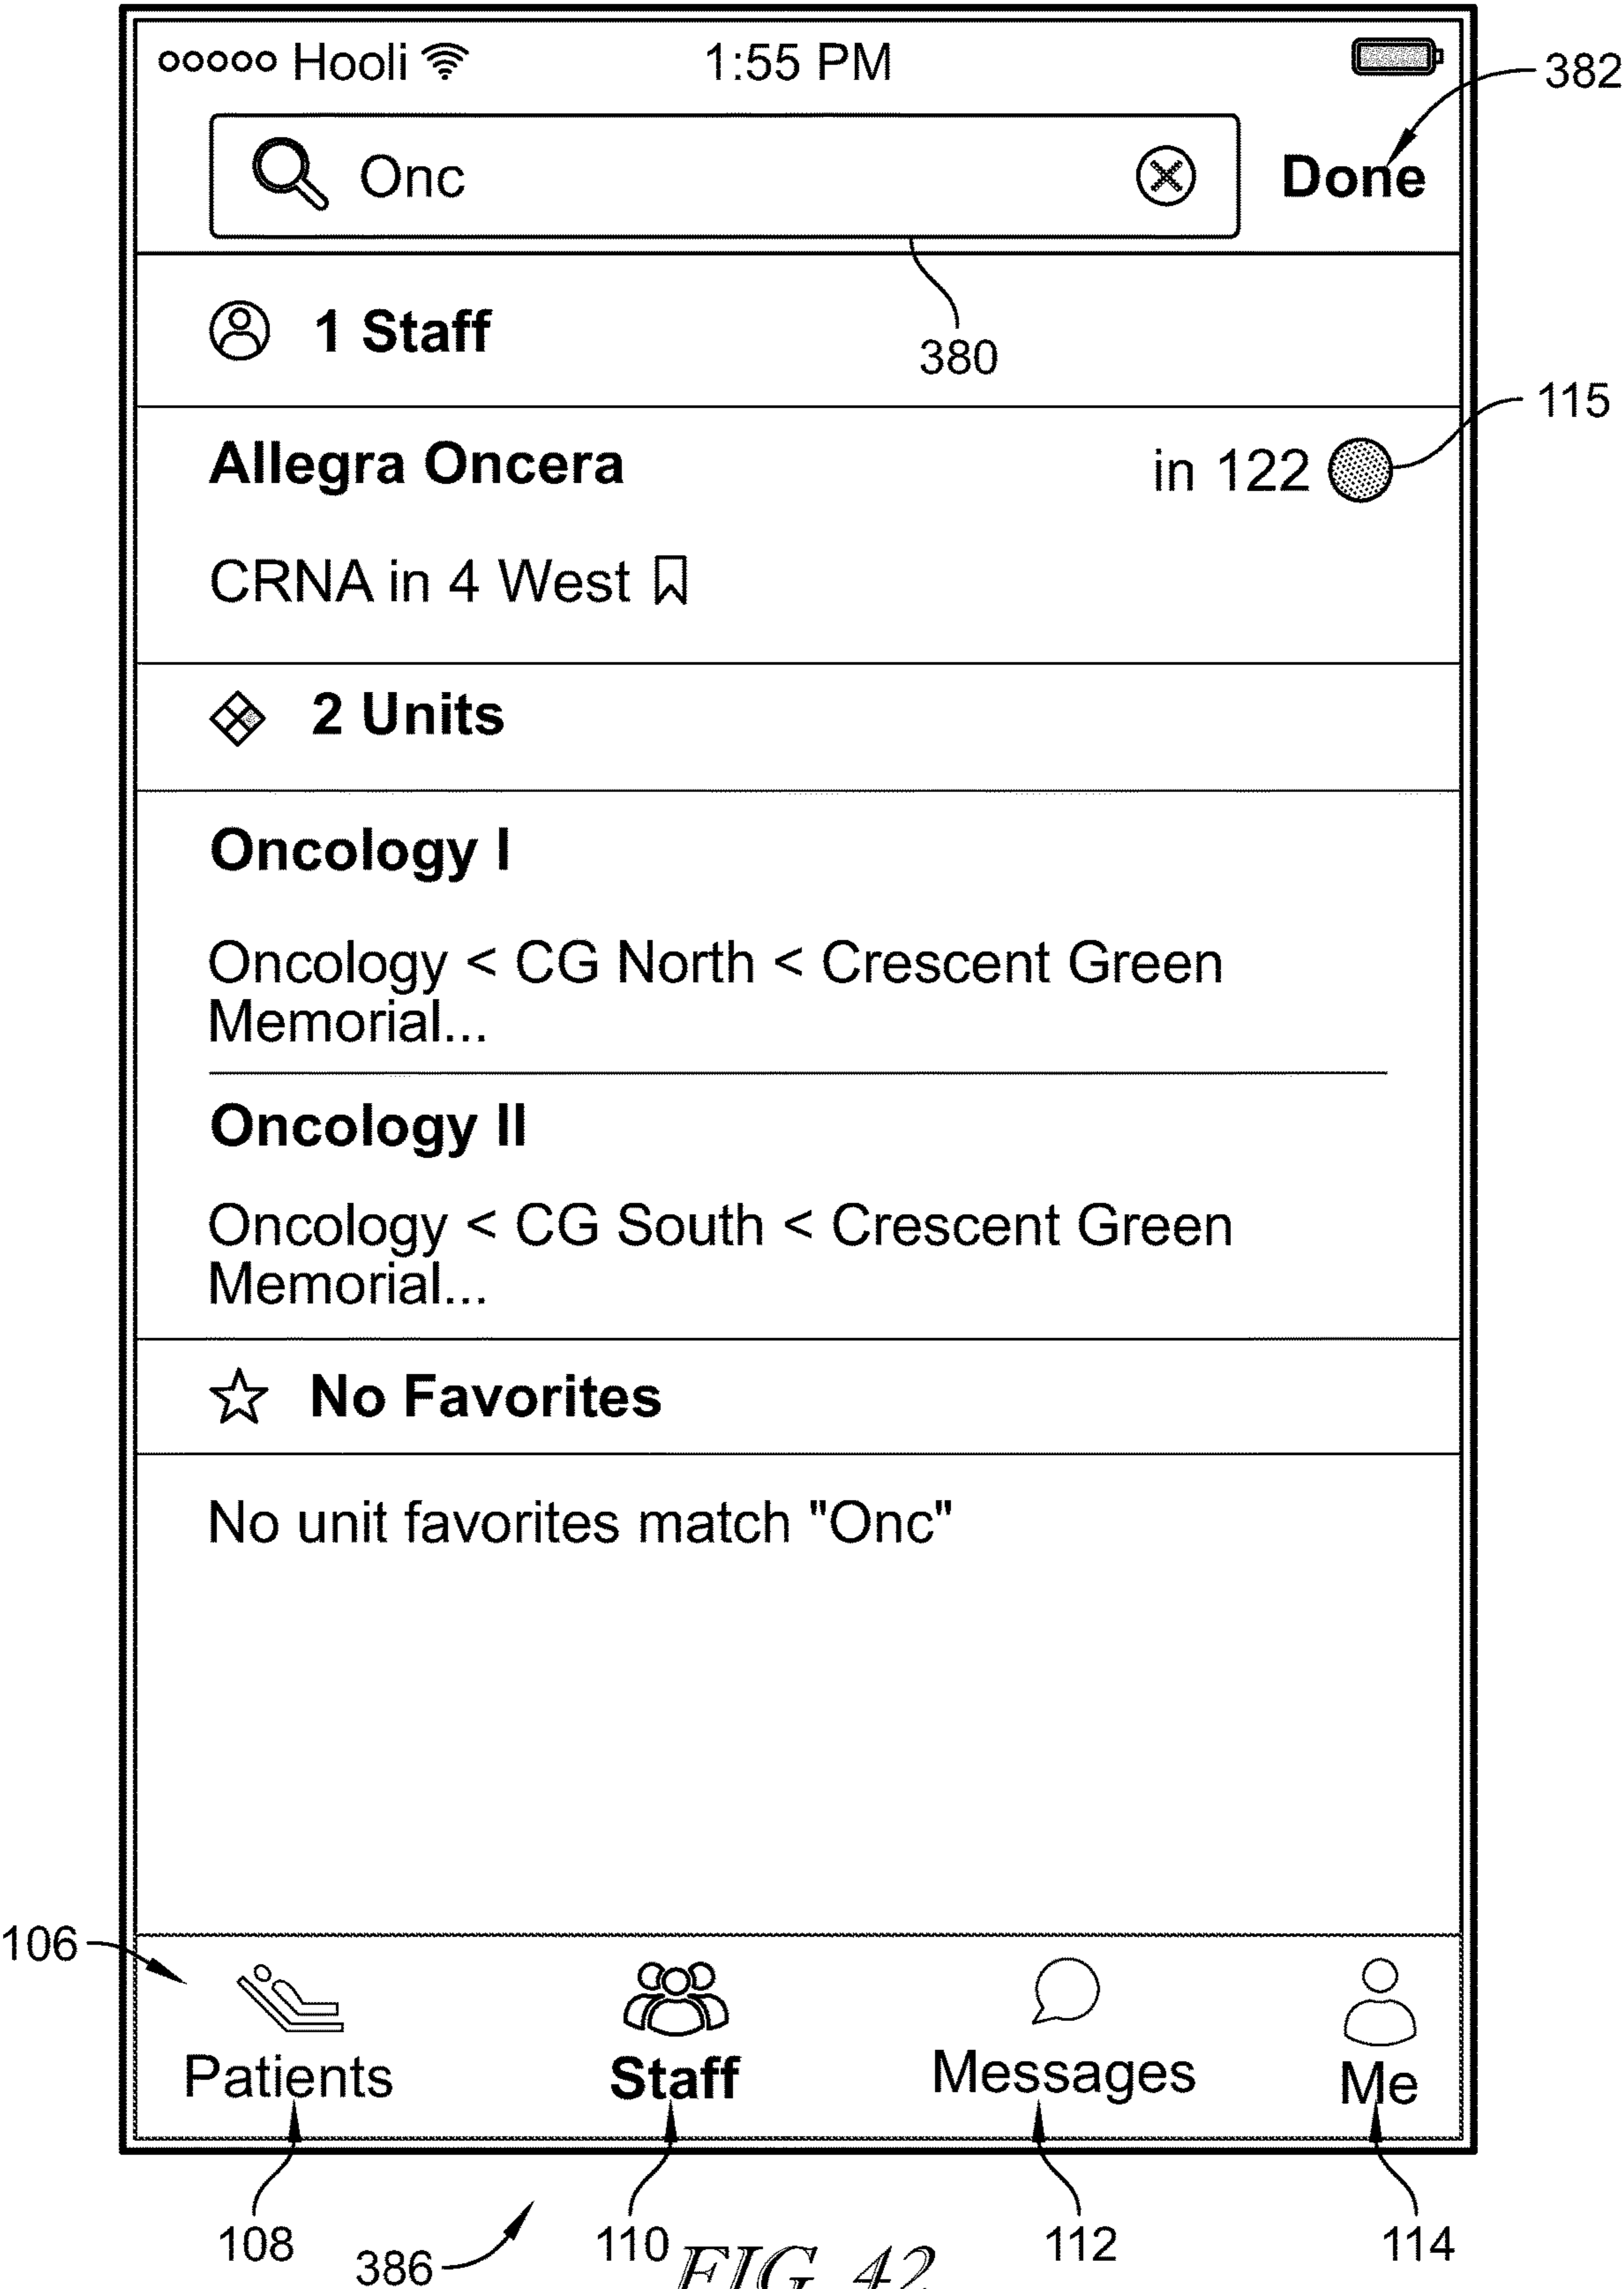 Hooli 1:55 PM
382
Onc Done
380
1 Staff
115
Allegra Oncera in 122
CRNA in 4 West
2 Units
Oncology I
Oncology < CG North < Crescent Green
Memorial...
Oncology II
Oncology < CG South < Crescent Green
Memorial...
No Favorites
No unit favorites match "Onc"
106
Patients Staff Messages Me
108 110 112 114
386
FIG. 42